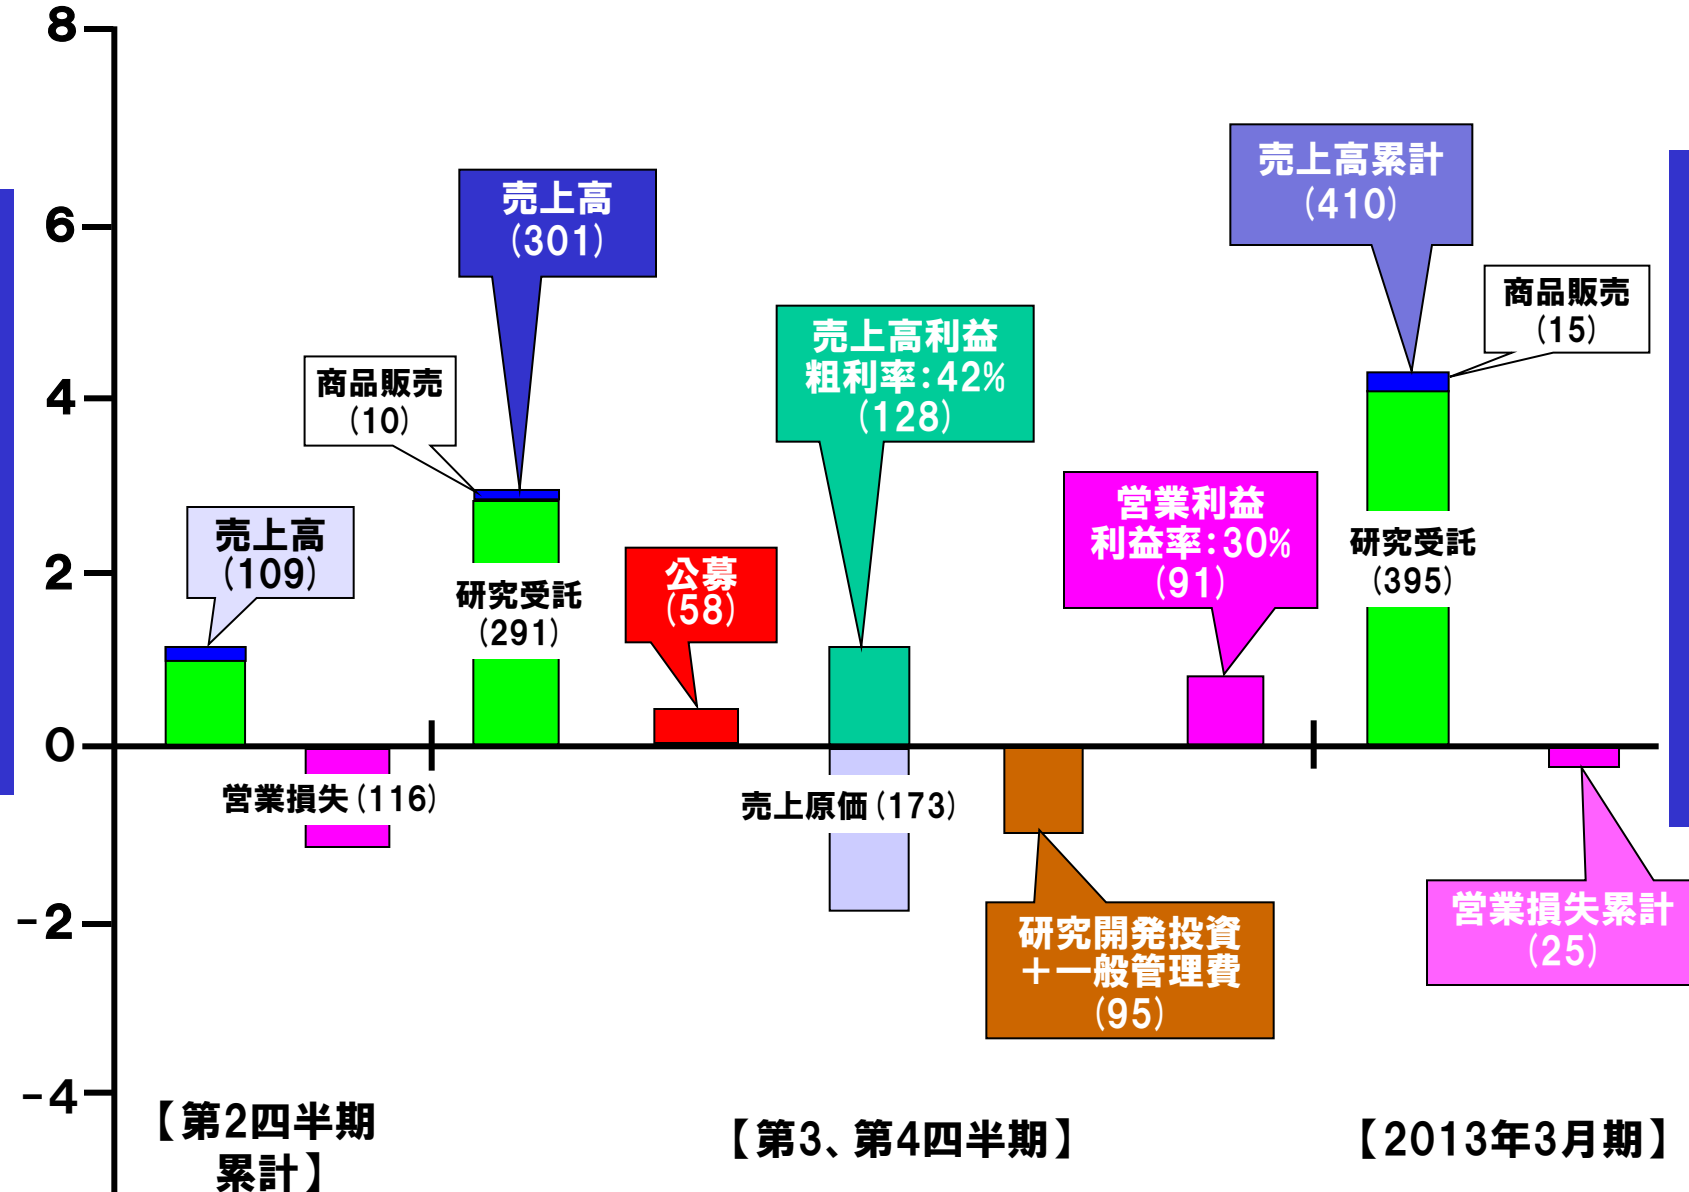 8
6
4
2
0
-2
-4
売上高
(109)
営業損失(116)
商品販売
(10)
売上高
(301)
研究受託
(291)
公募
(58)
売上高利益
粗利率:42%
(128)
売上原価(173)
研究開発投資
+一般管理費
(95)
営業利益
利益率:30%
(91)
売上高累計
(410)
商品販売
(15)
研究受託
(395)
営業損失累計
(25)
【第2四半期
累計】
【第3、第4四半期】
【2013年3月期】